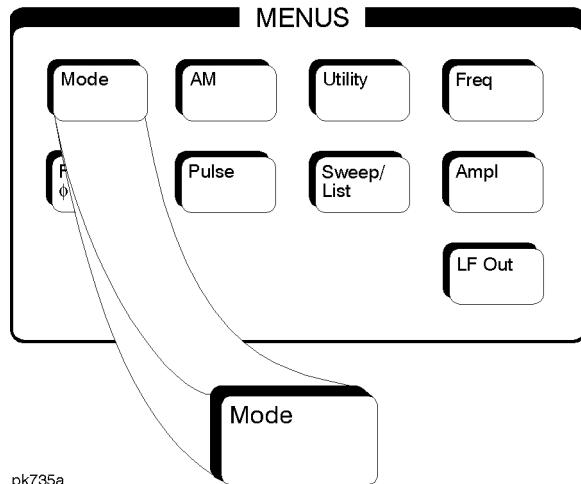 MENUS
Mode
AM
Utility
Freq
φ
Pulse
Sweep/
List
Ampl
LF Out
Mode
pk735a